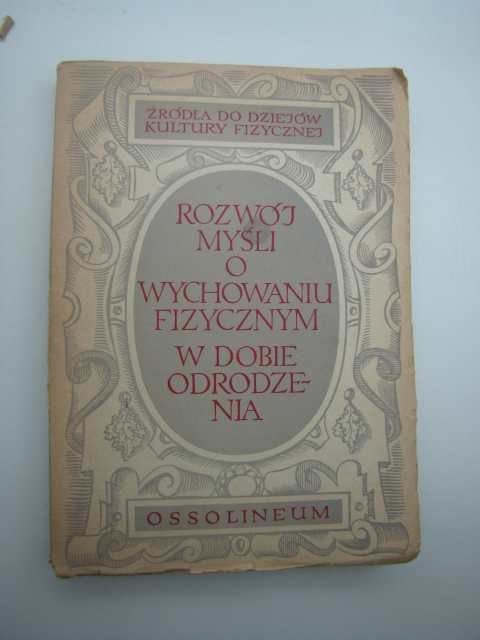 ŹRÓDŁA DO DZIEJÓW
KULTURY FIZYCZNEJ
ROZWÓJ
MYŚLI
O
WYCHOWANIU
FIZYCZNYM
W DOBIE
ODRODZE-
NIA
OSSOLINEUM